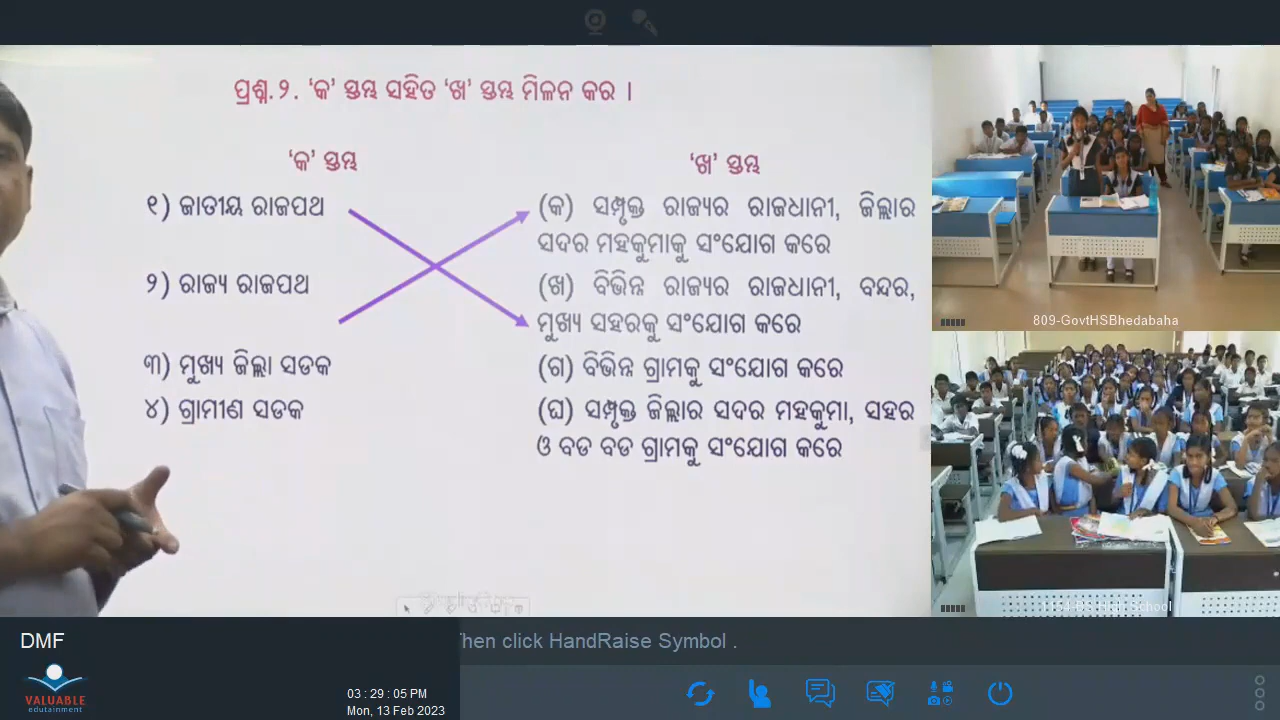 ପ୍ରଶ୍ନ.୨. ‘କ’ ସ୍ତମ୍ଭ ସହିତ ‘ଖ’ ସ୍ତମ୍ଭ ମିଳନ କର ।
‘କ’ ସ୍ତମ୍ଭ
‘ଖ’ ସ୍ତମ୍ଭ
୧) ଜାତୀୟ ରାଜପଥ
(କ) ସମ୍ପୃକ୍ତ ରାଜ୍ୟର ରାଜଧାନୀ, ଜିଲ୍ଲାର
ସଦର ମହକୁମାକୁ ସଂଯୋଗ କରେ
୨) ରାଜ୍ୟ ରାଜପଥ
(ଖ) ବିଭିନ୍ନ ରାଜ୍ୟର ରାଜଧାନୀ, ବନ୍ଦର,
ମୁଖ୍ୟ ସହରକୁ ସଂଯୋଗ କରେ
୩) ମୁଖ୍ୟ ଜିଲ୍ଲା ସଡକ
(ଗ) ବିଭିନ୍ନ ଗ୍ରାମକୁ ସଂଯୋଗ କରେ
୪) ଗ୍ରାମୀଣ ସଡକ
(ଘ) ସମ୍ପୃକ୍ତ ଜିଲ୍ଲାର ସଦର ମହକୁମା, ସହର
ଓ ବଡ ବଡ ଗ୍ରାମକୁ ସଂଯୋଗ କରେ
809-GovtHSBhedabaha
High School
DMF
Then click HandRaise Symbol .
VALUABLE
edutainment
03 : 29 : 05 PM
Mon, 13 Feb 2023